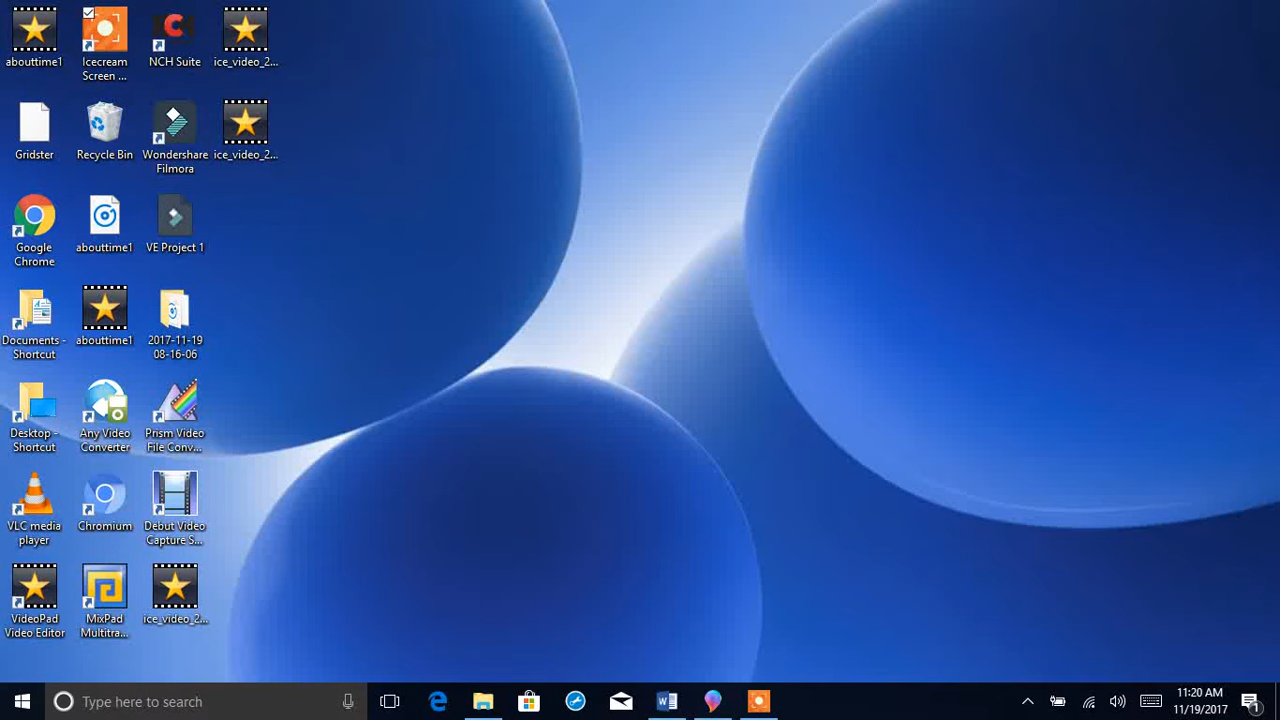 abouttime1
Icecream
Screen ...
NCH Suite
ice_video_2...
Gridster
Recycle Bin
Wondershare
Filmora
ice_video_2...
Google
Chrome
abouttime1
VE Project 1
Documents -
Shortcut
abouttime1
2017-11-19
08-16-06
Desktop -
Shortcut
Any Video
Converter
Prism Video
File Conv...
VLC media
player
Chromium
Debut Video
Capture S...
VideoPad
Video Editor
MixPad
Multitra...
ice_video_2...
Type here to search
11:20 AM
11/19/2017
1